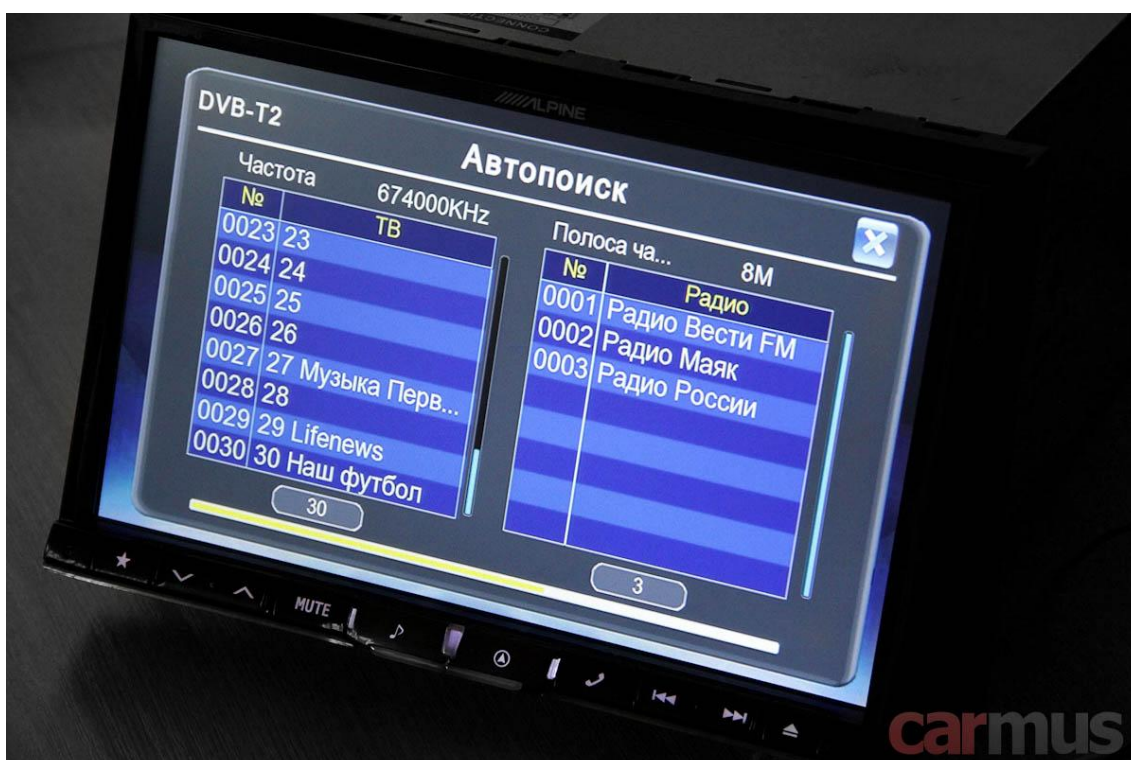 CONNECTIO
ALPINE
DVB-T2
Автопоиск
Частота 674000KHz
№ ТВ
0023 23
0024 24
0025 25
0026 26
0027 27 Музыка Перв...
0028 28
0029 29 Lifenews
0030 30 Наш футбол
30
Полоса ча... 8M
№ Радио
0001 Радио Вести FM
0002 Радио Маяк
0003 Радио России
3
MUTE
carmus